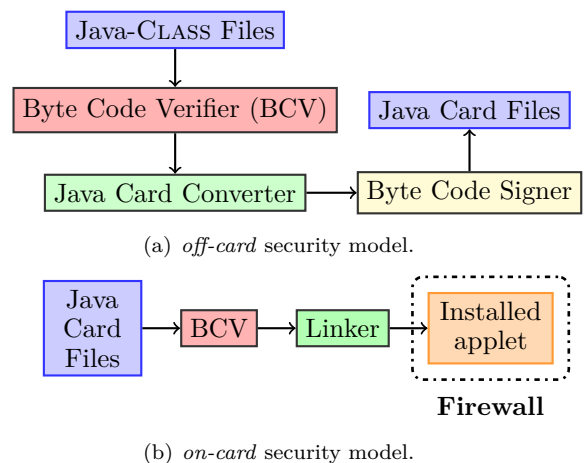 Java-CLASS Files
Byte Code Verifier (BCV)
Java Card Files
Java Card Converter
Byte Code Signer
(a) off-card security model.
Java
Card
Files
BCV
Linker
Installed
applet
Firewall
(b) on-card security model.